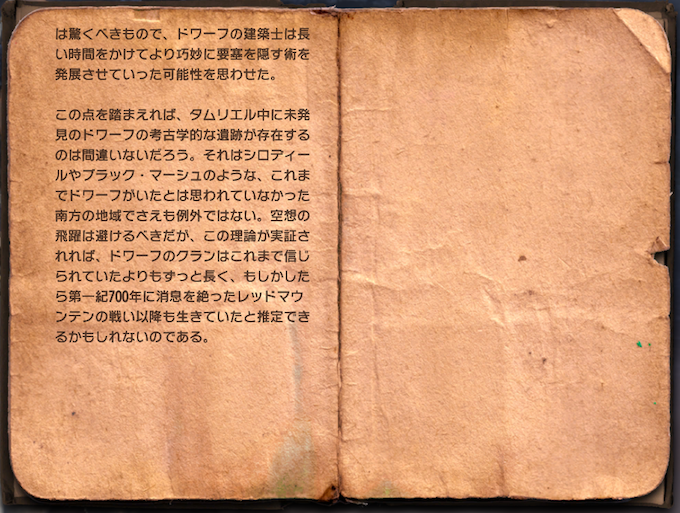 は驚くべきもので、ドワーフの建築士は長
い時間をかけてより巧妙に要塞を隠す術を
発展させていった可能性を思わせた。
この点を踏まえれば、タムリエル中に未発
見のドワーフの考古学的な遺跡が存在する
のは間違いないだろう。それはシロディー
ルやブラック・マーシュのような、これま
でドワーフがいたとは思われていなかった
南方の地域でさえも例外ではない。空想の
飛躍は避けるべきだが、この理論が実証さ
れれば、ドワーフのクランはこれまで信じ
られていたよりもずっと長く、もしかした
ら第一紀700年に消息を絶ったレッドマウ
ンテンの戦い以降も生きていたと推定でき
るかもしれないのである。